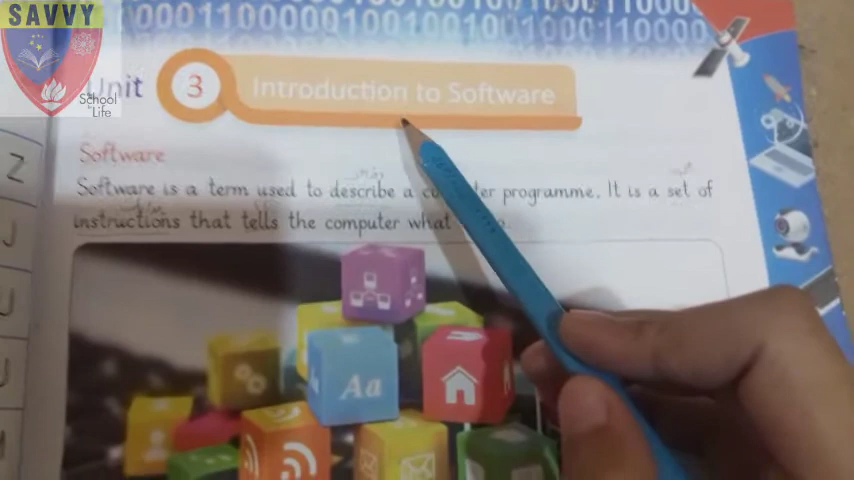 1100000100100101101000110000
SAVVY
School
Life
Unit 3 Introduction to Software
Software
Software is a term used to describe a programme. It is a set of
instructions that tells the computer what
Z
J
U
J
Aa